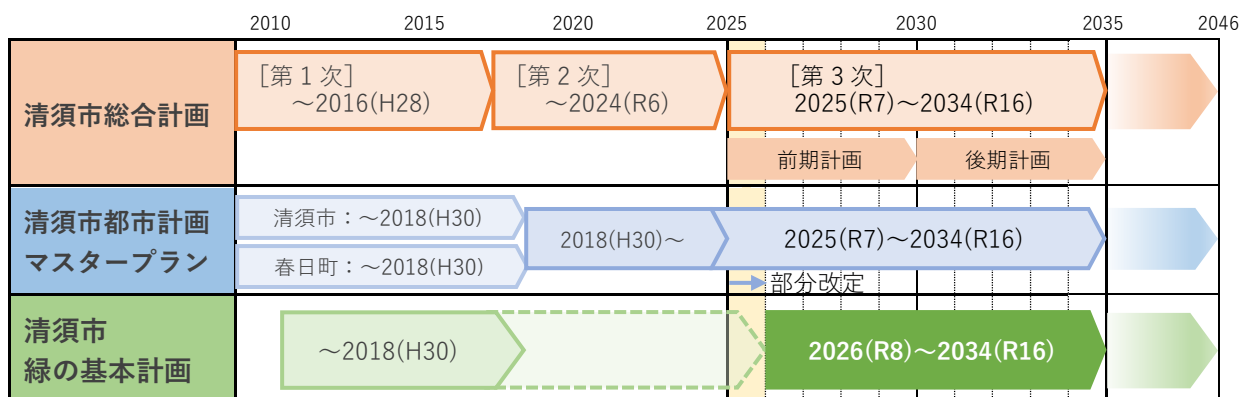 2010 2015 2020 2025 2030 2035 2046
清須市総合計画
［第１次］
～2016(H28)
［第２次］
～2024(R6)
［第３次］
2025(R7)～2034(R16)
前期計画
後期計画
清須市都市計画
マスタープラン
清須市：～2018(H30)
春日町：～2018(H30)
2018(H30)～
2025(R7)～2034(R16)
部分改定
清須市
緑の基本計画
～2018(H30)
2026(R8)～2034(R16)